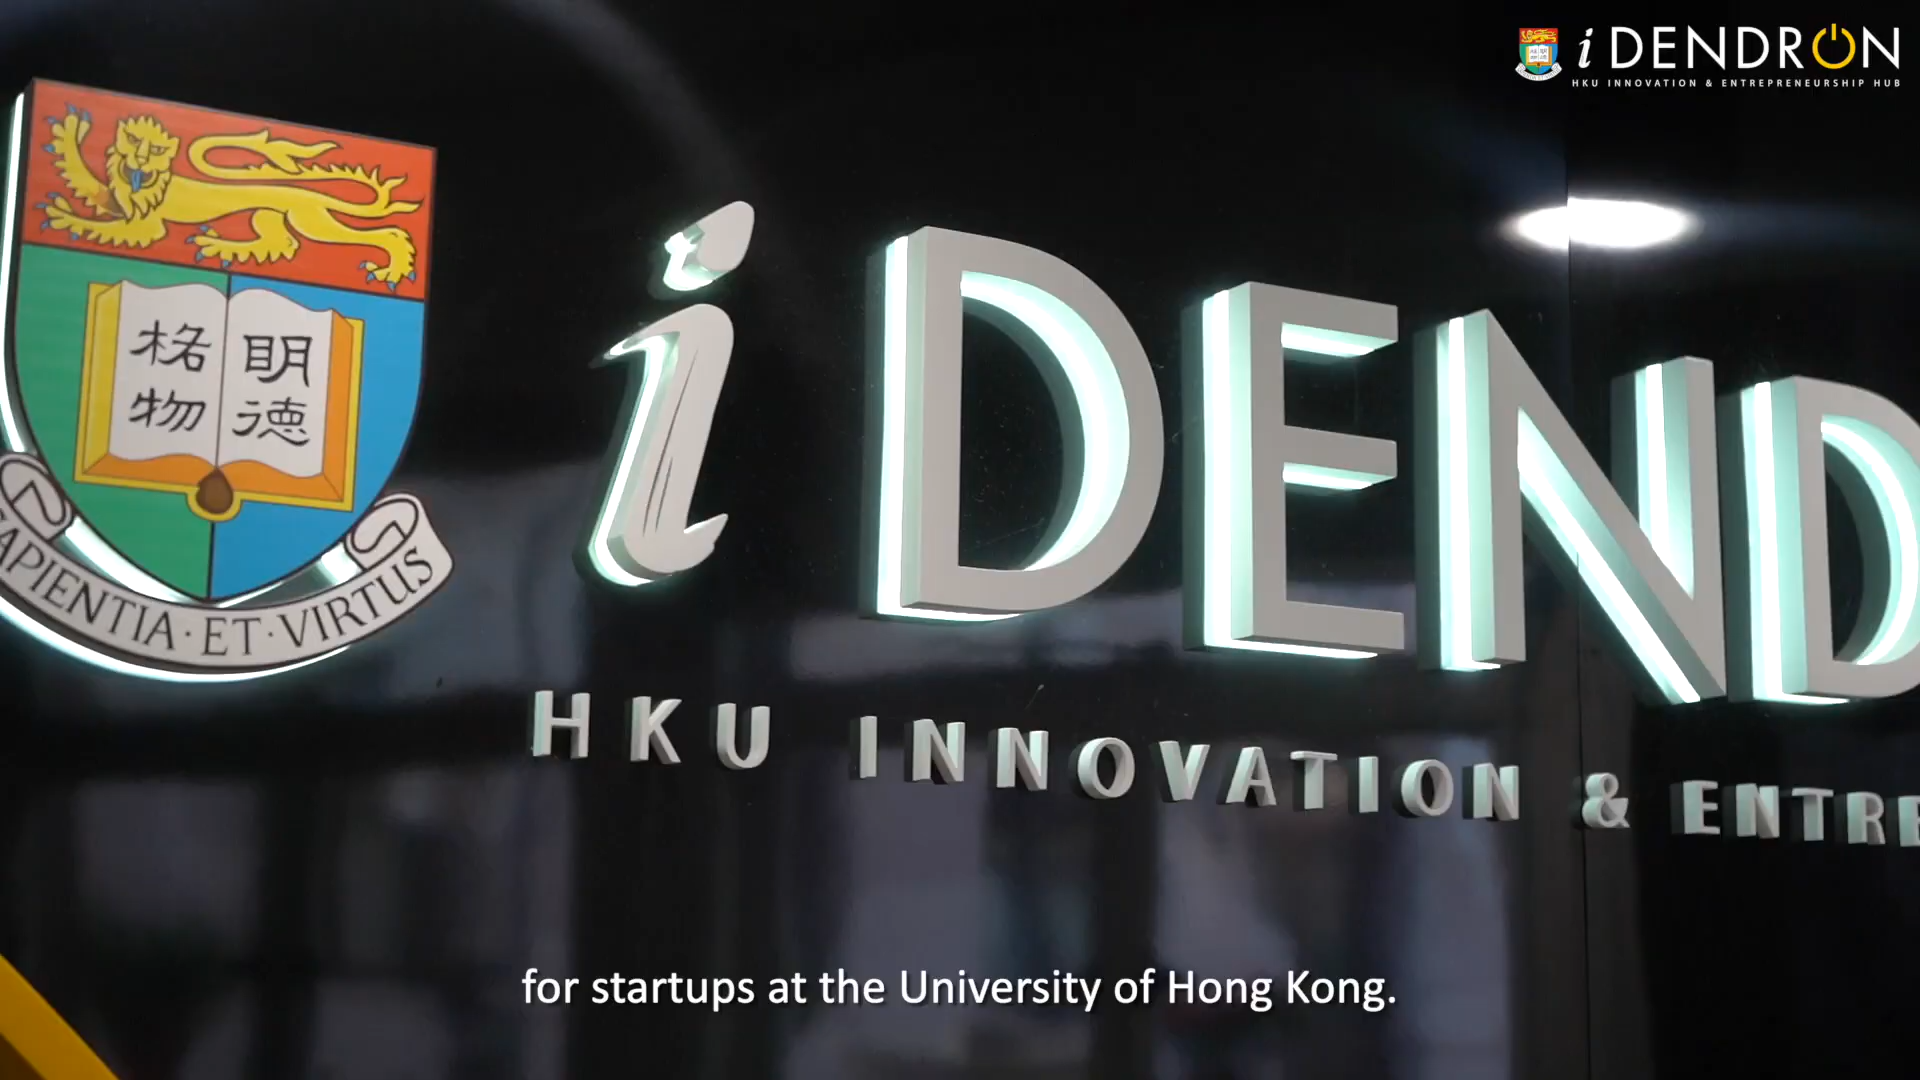 iDENDRON
HKU INNOVATION & ENTREPRENEURSHIP HUB
格物
明德
SAPIENTIA·ET·VIRTUS
iDEND
HKU INNOVATION & ENTRE
for startups at the University of Hong Kong.